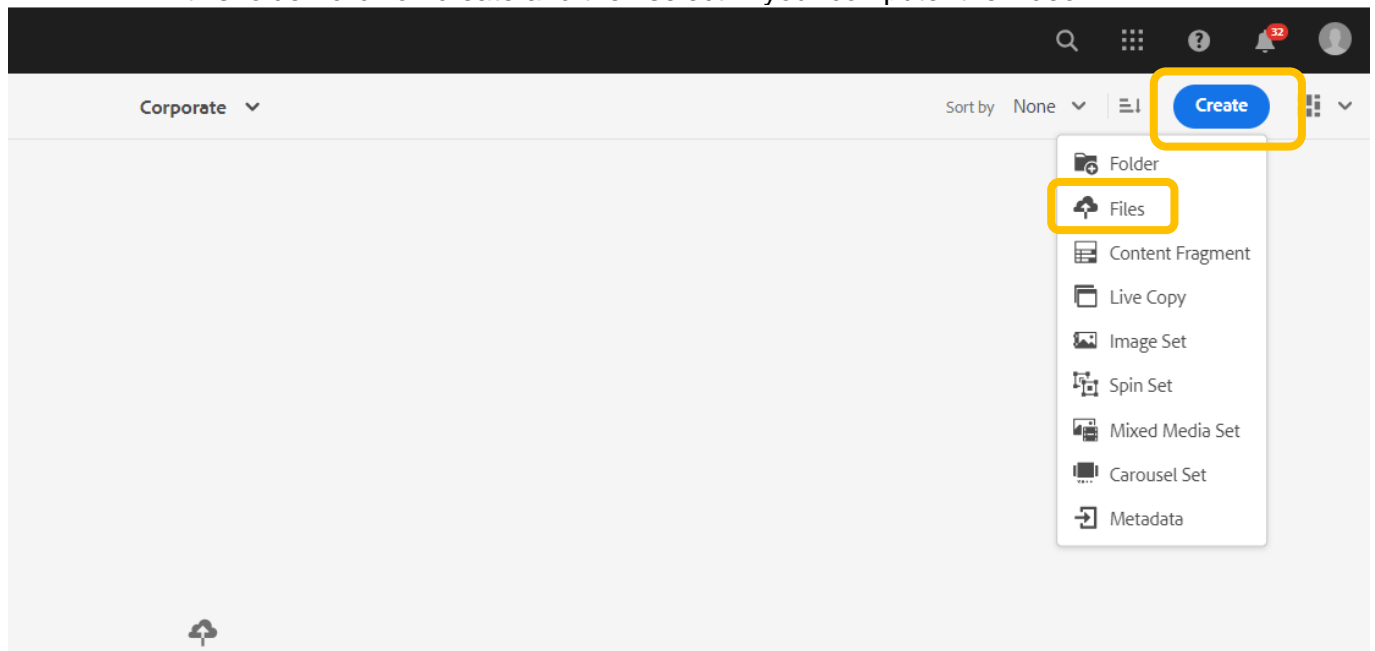 32
Corporate
Sort by None
Create
Folder
Files
Content Fragment
Live Copy
Image Set
Spin Set
Mixed Media Set
Carousel Set
Metadata